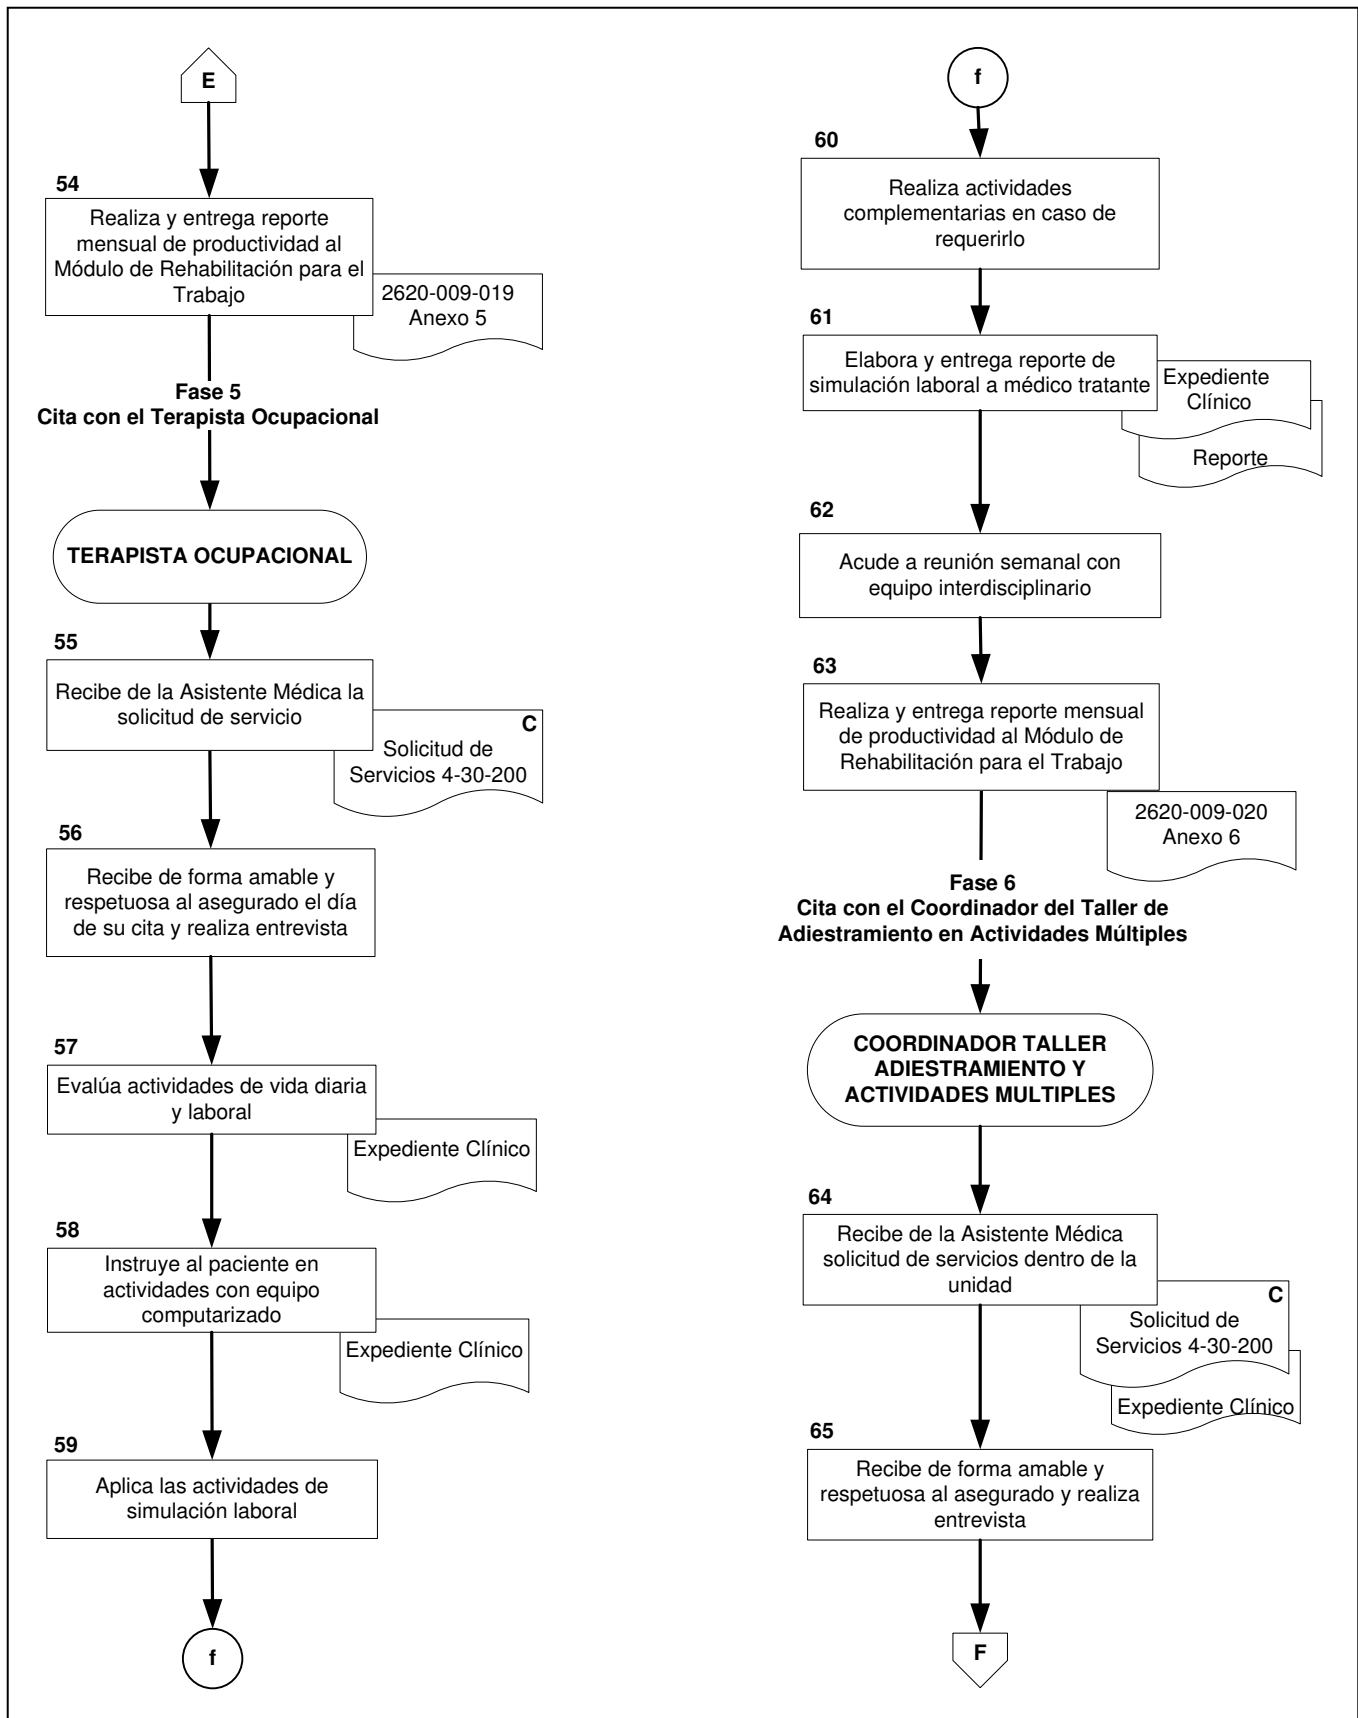 E
54
Realiza y entrega reporte
mensual de productividad al
Módulo de Rehabilitación para el
Trabajo
2620-009-019
Anexo 5
Fase 5
Cita con el Terapista Ocupacional
TERAPISTA OCUPACIONAL
55
Recibe de la Asistente Médica la
solicitud de servicio
C
Solicitud de
Servicios 4-30-200
56
Recibe de forma amable y
respetuosa al asegurado el día
de su cita y realiza entrevista
57
Evalúa actividades de vida diaria
y laboral
Expediente Clínico
58
Instruye al paciente en
actividades con equipo
computarizado
Expediente Clínico
59
Aplica las actividades de
simulación laboral
f
f
60
Realiza actividades
complementarias en caso de
requerirlo
61
Elabora y entrega reporte de
simulación laboral a médico tratante
Expediente
Clínico
Reporte
62
Acude a reunión semanal con
equipo interdisciplinario
63
Realiza y entrega reporte mensual
de productividad al Módulo de
Rehabilitación para el Trabajo
2620-009-020
Anexo 6
Fase 6
Cita con el Coordinador del Taller de
Adiestramiento en Actividades Múltiples
COORDINADOR TALLER
ADIESTRAMIENTO Y
ACTIVIDADES MULTIPLES
64
Recibe de la Asistente Médica
solicitud de servicios dentro de la
unidad
C
Solicitud de
Servicios 4-30-200
Expediente Clínico
65
Recibe de forma amable y
respetuosa al asegurado y realiza
entrevista
F